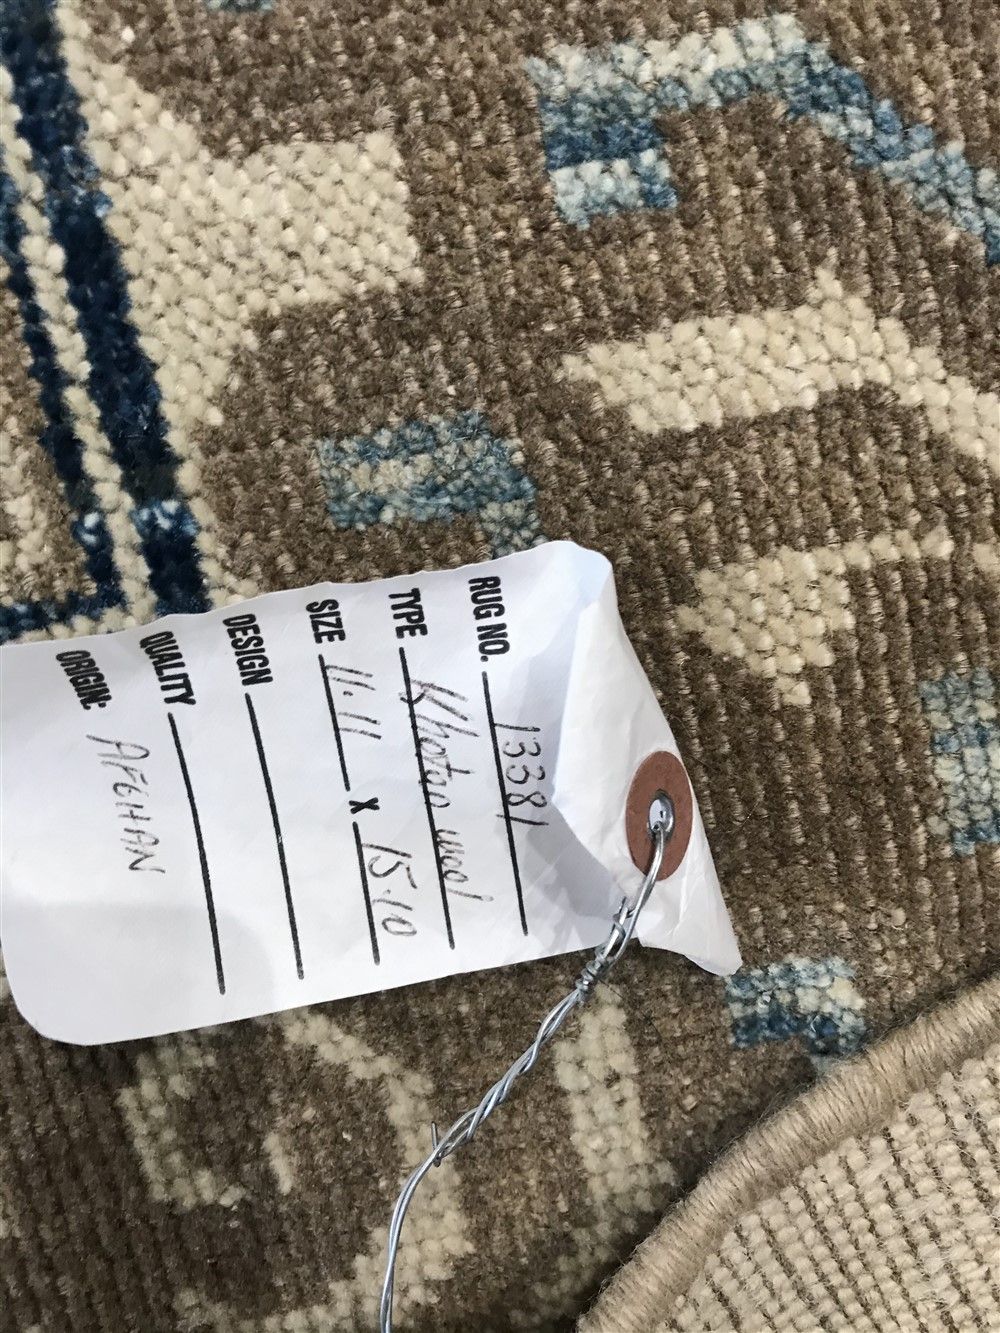 RUG NO. 13381
TYPE Khotan wool
SIZE 11.11 X 15.10
DESIGN
QUALITY
ORIGIN: AFGHAN